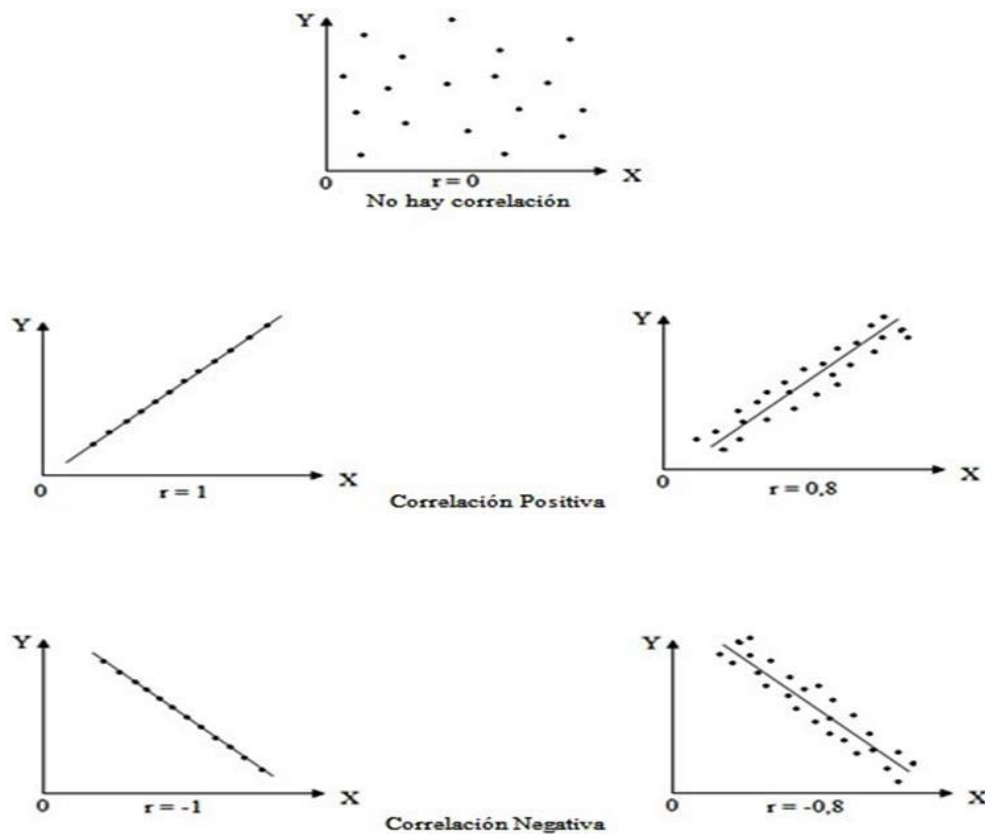 Y
0 r = 0 X
No hay correlación
Y Y
0 r = 1 X 0 r = 0,8 X
Correlación Positiva
Y Y
0 r = -1 X 0 r = -0,8 X
Correlación Negativa